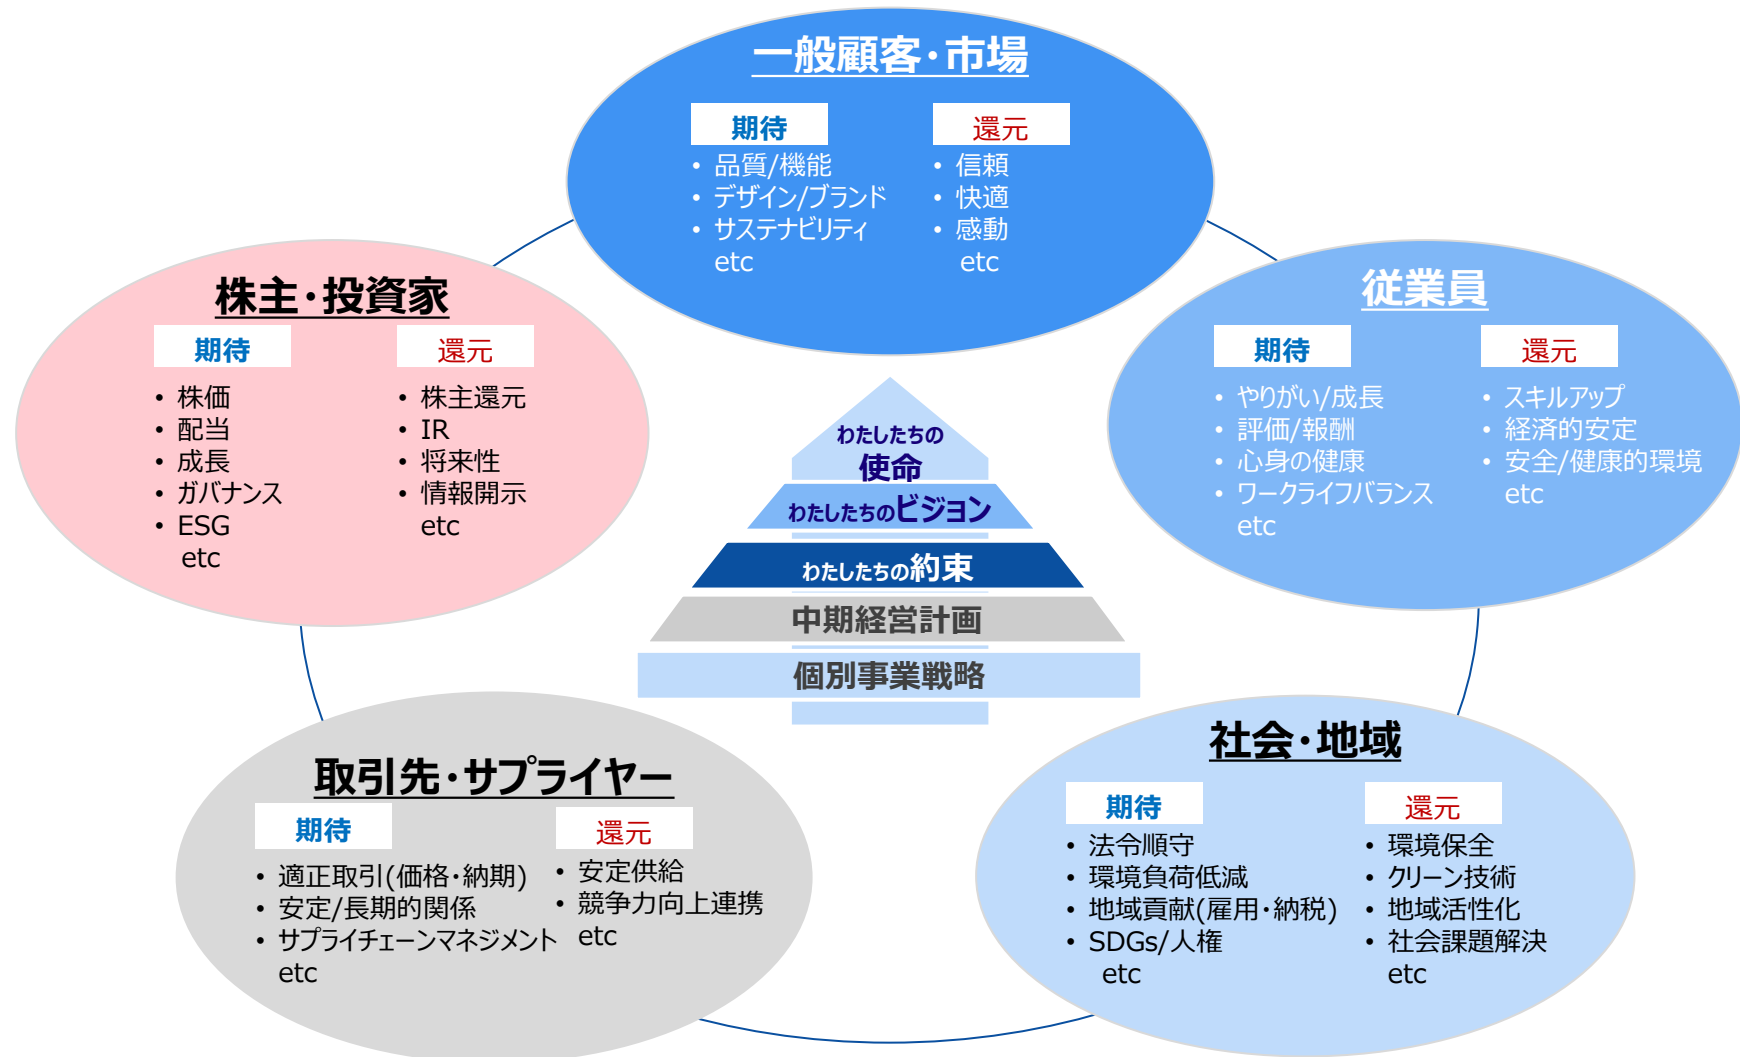 一般顧客・市場
期待
• 品質/機能
• デザイン/ブランド
• サステナビリティ
etc
還元
• 信頼
• 快適
• 感動
etc
株主・投資家
期待
• 株価
• 配当
• 成長
• ガバナンス
• ESG
etc
還元
• 株主還元
• IR
• 将来性
• 情報開示
etc
従業員
期待
• やりがい/成長
• 評価/報酬
• 心身の健康
• ワークライフバランス
etc
還元
• スキルアップ
• 経済的安定
• 安全/健康的環境
etc
わたしたちの
使命
わたしたちのビジョン
わたしたちの約束
中期経営計画
個別事業戦略
取引先・サプライヤー
期待
• 適正取引(価格・納期)
• 安定/長期的関係
• サプライチェーンマネジメント
etc
還元
• 安定供給
• 競争力向上連携
etc
社会・地域
期待
• 法令順守
• 環境負荷低減
• 地域貢献(雇用・納税)
• SDGs/人権
etc
還元
• 環境保全
• クリーン技術
• 地域活性化
• 社会課題解決
etc